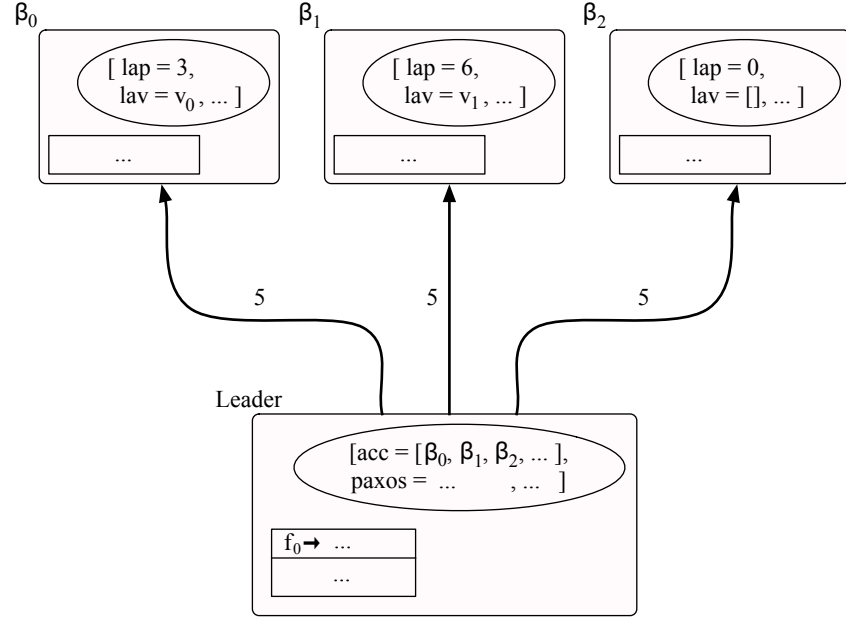 β₀
β₁
β₂
[ lap = 3,
lav = v₀ , ... ]
...
[ lap = 6,
lav = v₁ , ... ]
...
[ lap = 0,
lav = [], ... ]
...
5
5
5
Leader
[acc = [β₀, β₁, β₂, ... ],
paxos = ... , ... ]
f₀→ ...
...